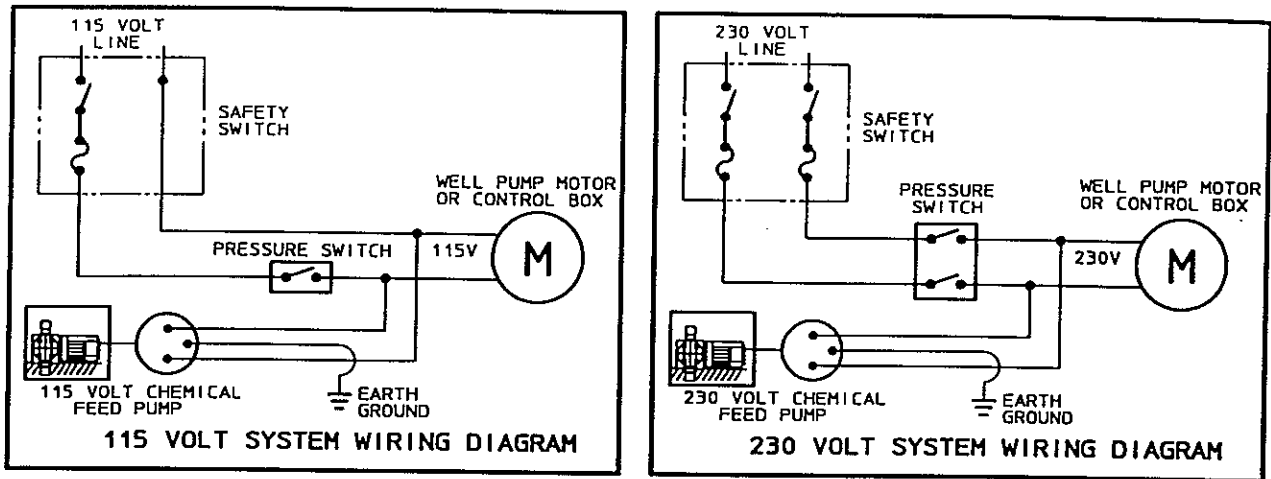 115 VOLT
LINE
SAFETY
SWITCH
WELL PUMP MOTOR
OR CONTROL BOX
PRESSURE SWITCH
115V
M
115 VOLT CHEMICAL
FEED PUMP
EARTH
GROUND
115 VOLT SYSTEM WIRING DIAGRAM
230 VOLT
LINE
SAFETY
SWITCH
PRESSURE
SWITCH
WELL PUMP MOTOR
OR CONTROL BOX
230V
M
230 VOLT CHEMICAL
FEED PUMP
EARTH
GROUND
230 VOLT SYSTEM WIRING DIAGRAM